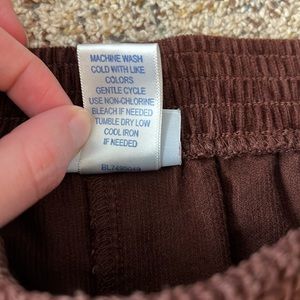 MACHINE WASH
COLD WITH LIKE
COLORS
GENTLE CYCLE
USE NON-CHLORINE
BLEACH IF NEEDED
TUMBLE DRY LOW
COOL IRON
IF NEEDED